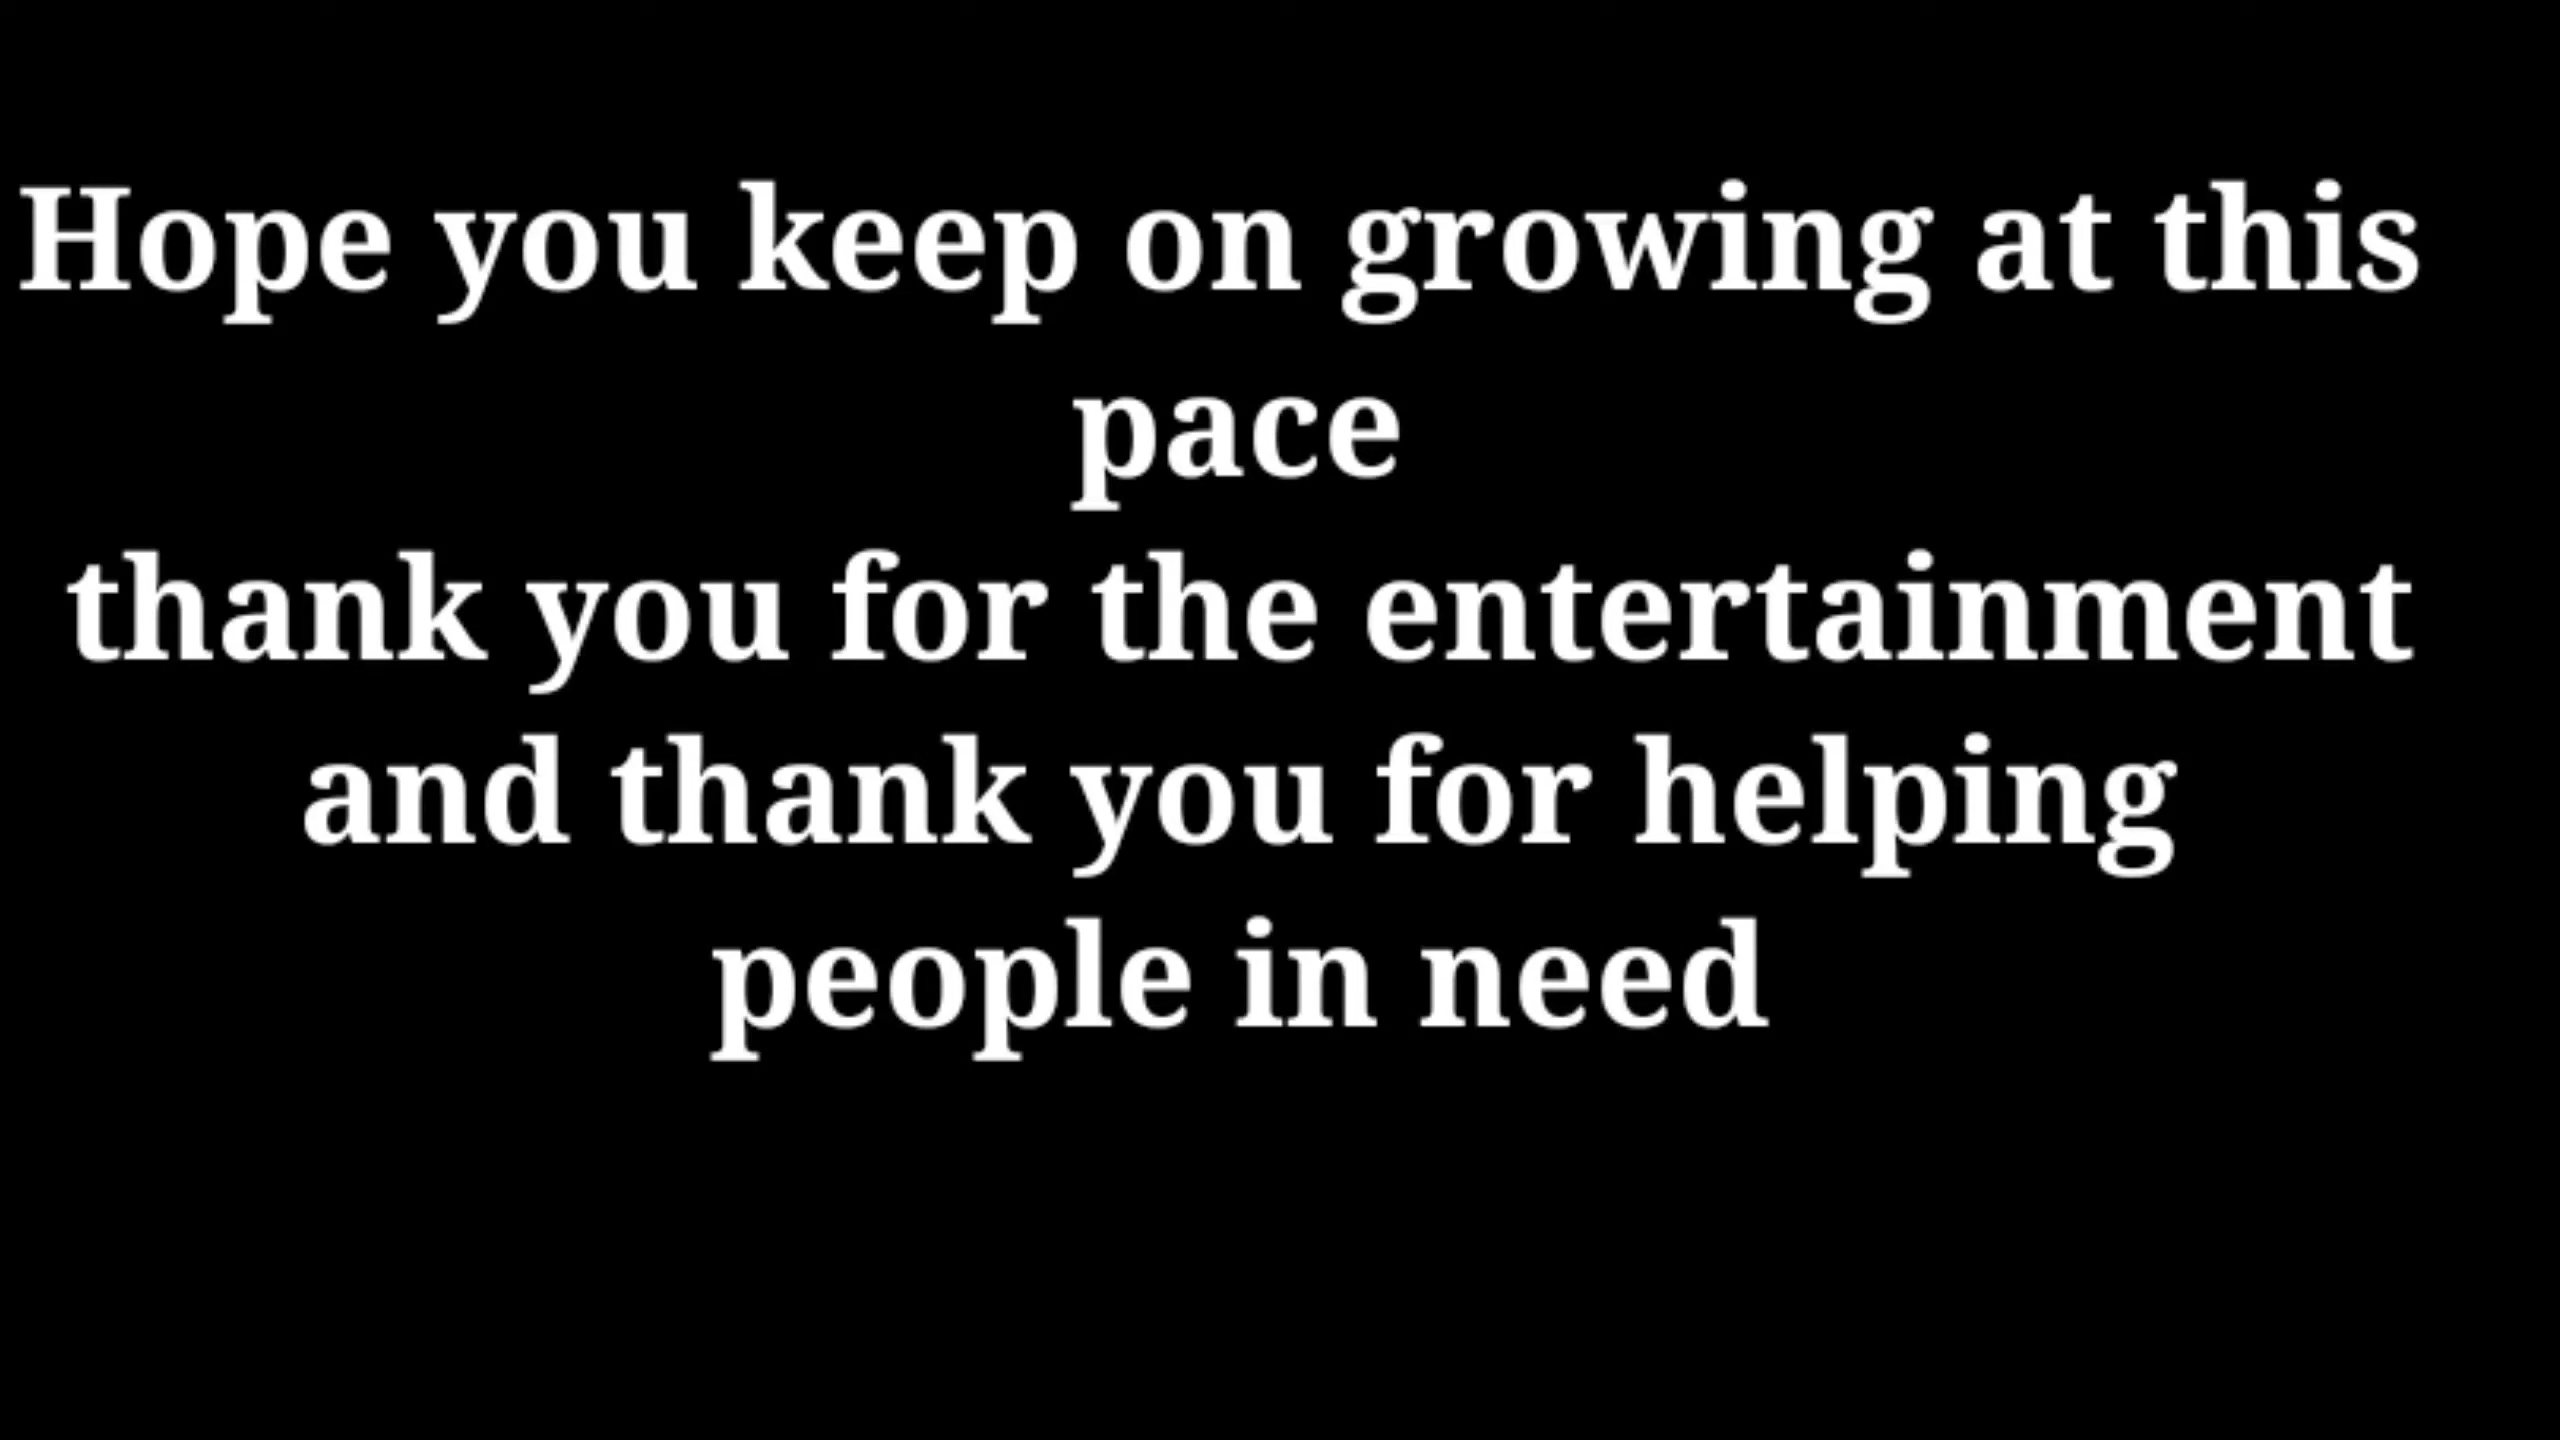 Hope you keep on growing at this
pace
thank you for the entertainment
and thank you for helping
people in need